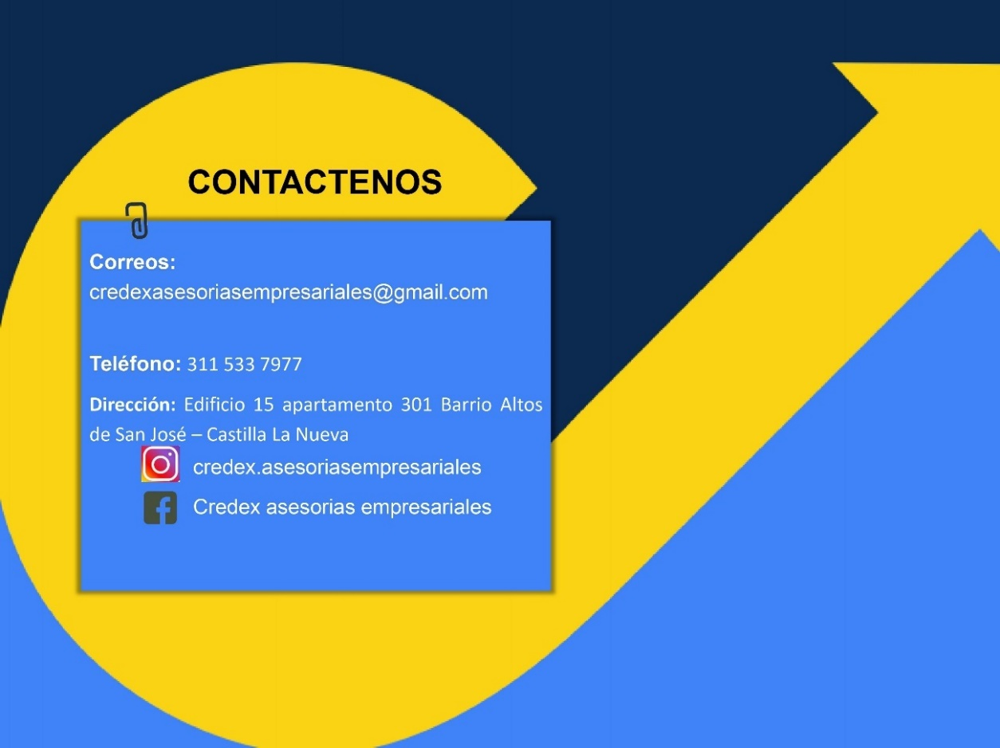 CONTACTENOS
Correos:
credexasesoriasempresariales@gmail.com
Teléfono: 311 533 7977
Dirección: Edificio 15 apartamento 301 Barrio Altos
de San José – Castilla La Nueva
credex.asesoriasempresariales
Credex asesorias empresariales